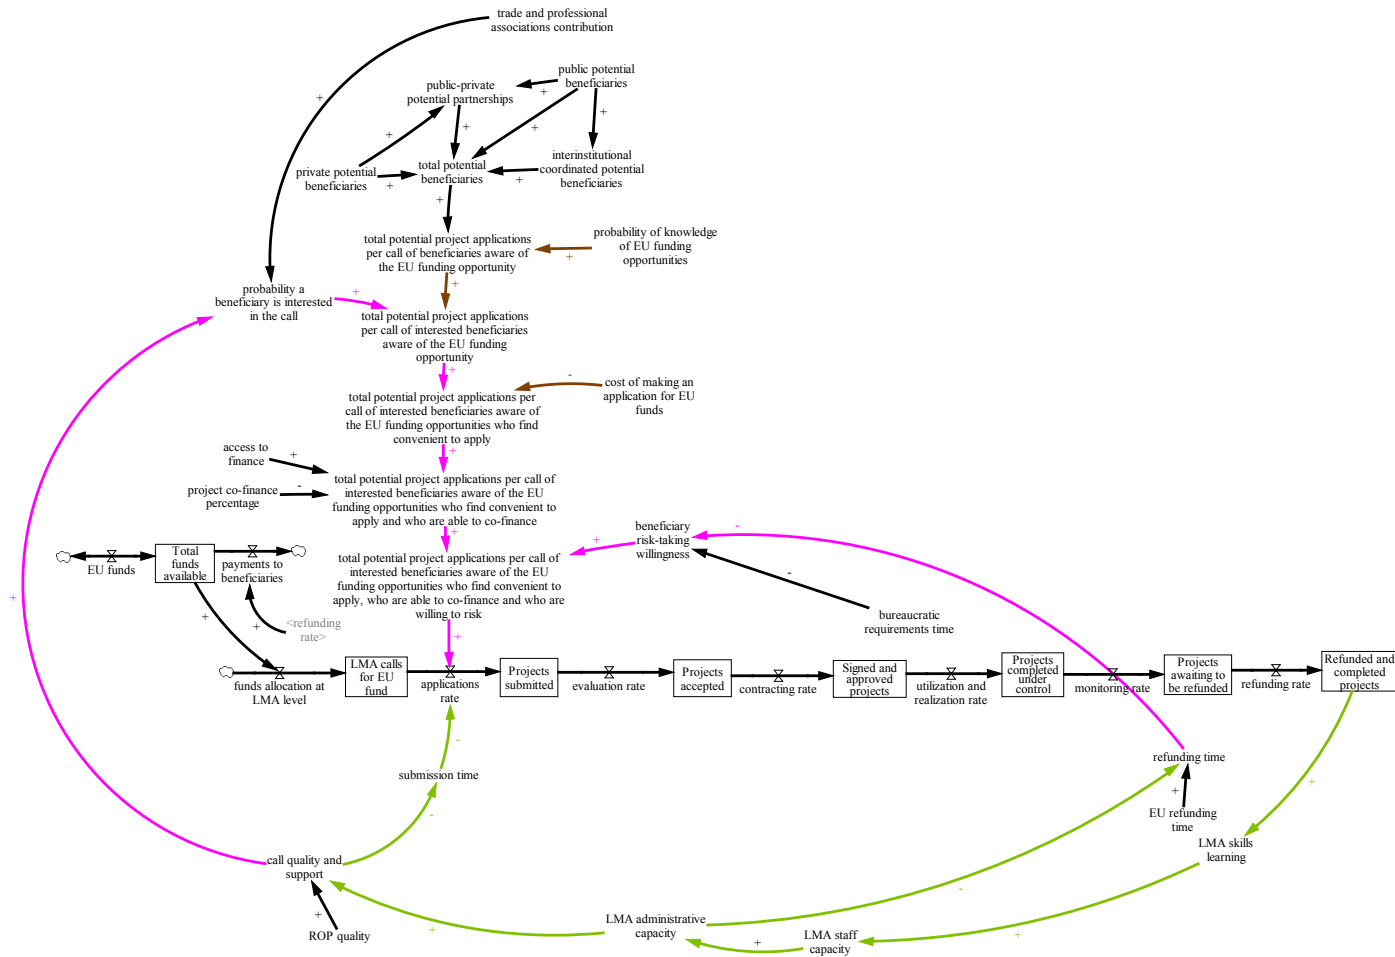 trade and professional
associations contribution
+
public potential
beneficiaries
public-private
potential partnerships
+
+
+
+
+
interinstitutional
coordinated potential
beneficiaries
total potential
beneficiaries
private potential
beneficiaries
+
+
+
total potential project applications
per call of beneficiaries aware of
the EU funding opportunity
probability of knowledge
of EU funding
opportunities
+
+
probability a
beneficiary is interested
in the call
+
total potential project applications
per call of interested beneficiaries
aware of the EU funding
opportunity
+
-
cost of making an
application for EU
funds
total potential project applications per
call of interested beneficiaries aware of
the EU funding opportunities who find
convenient to apply
+
access to
finance
+
project co-finance
percentage
-
total potential project applications per call of
interested beneficiaries aware of the EU
funding opportunities who find convenient to
apply and who are able to co-finance
+
beneficiary
risk-taking
willingness
+
-
-
total potential project applications per call of
interested beneficiaries aware of the EU
funding opportunities who find convenient to
apply, who are able to co-finance and who are
willing to risk
+
bureaucratic
requirements time
EU funds
Total
funds
available
payments to
beneficiaries
+
+
<refunding
rate>
+
funds allocation at
LMA level
LMA calls
for EU
fund
applications
rate
Projects
submitted
evaluation rate
Projects
accepted
contracting rate
Signed and
approved
projects
utilization and
realization rate
Projects
completed
under
control
monitoring rate
Projects
awaiting to
be refunded
refunding rate
Refunded and
completed
projects
-
submission time
-
refunding time
+
EU refunding
time
+
LMA skills
learning
call quality and
support
+
ROP quality
-
+
LMA administrative
capacity
+
LMA staff
capacity
+